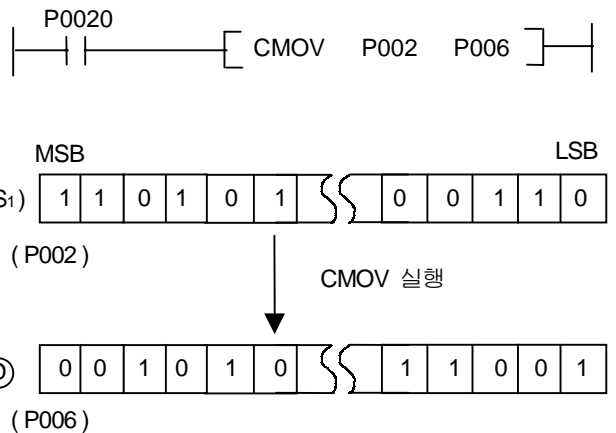 P0020
CMOV P002 P006
MSB LSB
S1) 1 1 0 1 0 1 0 0 1 1 0
( P002 )
CMOV 실행
D 0 0 1 0 1 0 1 1 0 0 1
( P006 )